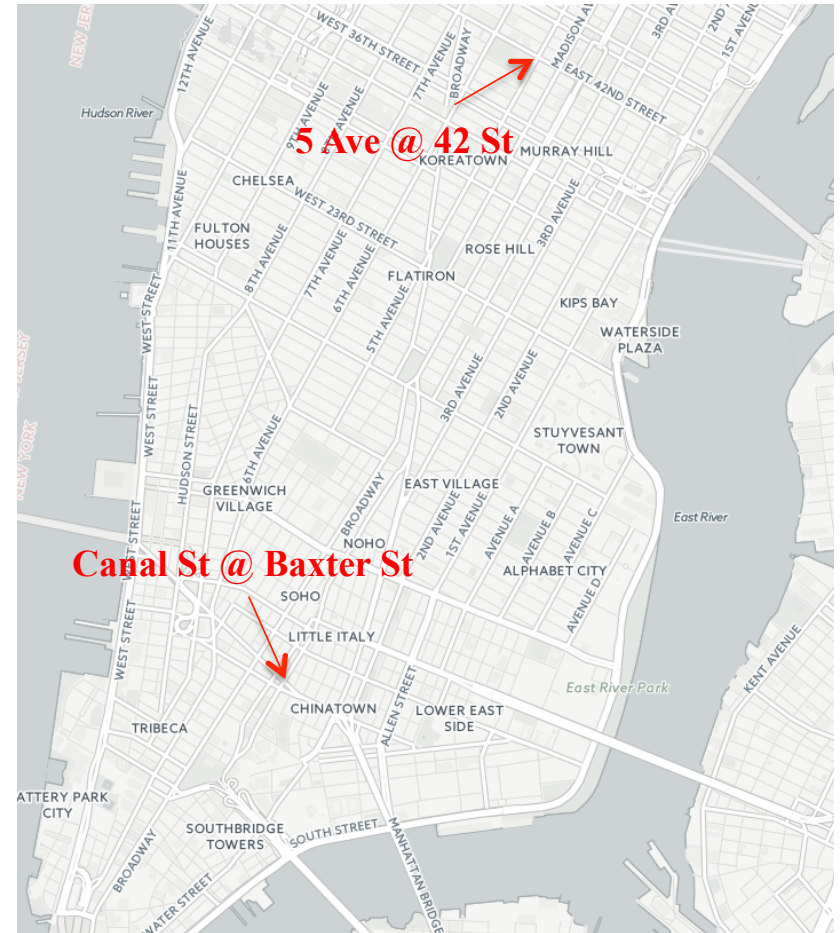 NEW JER
12TH AVENUE
WEST 36TH STREET
7TH AVENUE
BROADWAY
MADISON AV
3RD A
2ND
1ST AVENUE
EAST 42ND STREET
Hudson River
9TH AVENUE
8TH AVENUE
5 Ave @ 42 St
KOREATOWN
MURRAY HILL
CHELSEA
WEST 23RD STREET
11TH AVENUE
FULTON
HOUSES
8TH AVENUE
7TH AVENUE
6TH AVENUE
FLATIRON
ROSE HILL
3RD AVENUE
KIPS BAY
WATERSIDE
PLAZA
WEST STREET
5TH AVENUE
3RD AVENUE
2ND AVENUE
JERSEY
NEW YORK
WEST STREET
HUDSON STREET
6TH AVENUE
STUYVESANT
TOWN
GREENWICH
VILLAGE
BROADWAY
EAST VILLAGE
2ND AVENUE
1ST AVENUE
AVENUE A
AVENUE B
AVENUE C
East River
WEST STREET
NOHO
Canal St @ Baxter St
ALPHABET CITY
AVENUE D
SOHO
WEST STREET
LITTLE ITALY
KENT AVENUE
East River Park
CHINATOWN
ALLEN STREET
LOWER EAST
SIDE
TRIBECA
ATTERY PARK
CITY
SOUTHBRIDGE
TOWERS
SOUTH STREET
MANHATTAN BRIDGE
BROADWAY
WATER STREET